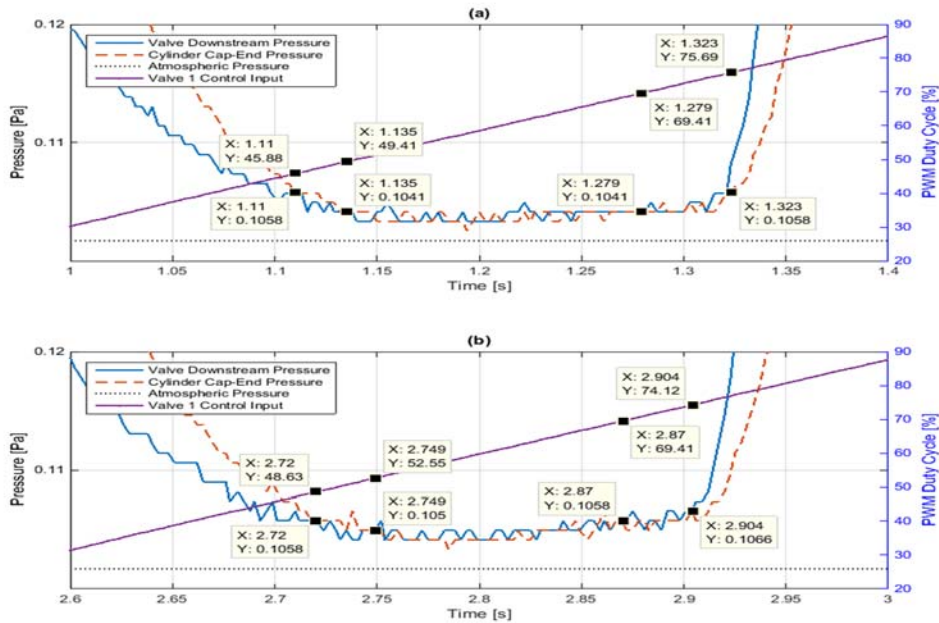 (a)
0.12
0.11
Pressure [Pa]
Valve Downstream Pressure
Cylinder Cap-End Pressure
Atmospheric Pressure
Valve 1 Control Input
X: 1.11
Y: 45.88
X: 1.135
Y: 49.41
X: 1.323
Y: 75.69
X: 1.279
Y: 69.41
X: 1.11
Y: 0.1058
X: 1.135
Y: 0.1041
X: 1.279
Y: 0.1041
X: 1.323
Y: 0.1058
90
80
70
60
50
40
30
20
PWM Duty Cycle [%]
1 1.05 1.1 1.15 1.2 1.25 1.3 1.35 1.4
Time [s]
(b)
0.12
0.11
Pressure [Pa]
Valve Downstream Pressure
Cylinder Cap-End Pressure
Atmospheric Pressure
Valve 1 Control Input
X: 2.72
Y: 48.63
X: 2.749
Y: 52.55
X: 2.904
Y: 74.12
X: 2.87
Y: 69.41
X: 2.72
Y: 0.1058
X: 2.749
Y: 0.105
X: 2.87
Y: 0.1058
X: 2.904
Y: 0.1066
90
80
70
60
50
40
30
20
PWM Duty Cycle [%]
2.6 2.65 2.7 2.75 2.8 2.85 2.9 2.95 3
Time [s]